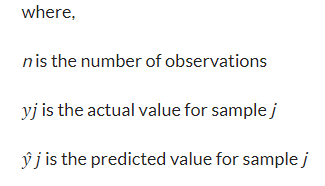 where,
n is the number of observations
yj is the actual value for sample j
ŷ j is the predicted value for sample j